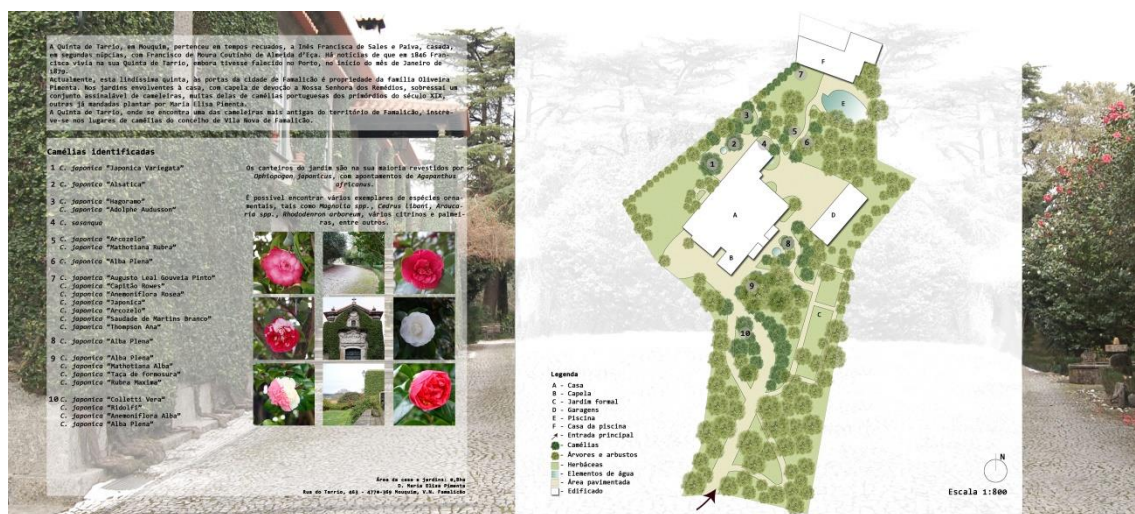 A Quinta de Tarrio, em Mouquim, pertenceu em tempos recuados, a Inês Francisca de Sales e Paiva, casada,
em segundas núpcias, com Francisco de Moura Coutinho de Almeida d’Eça. Há notícias de que em 1846 Fran-
cisca vivia na sua Quinta de Tarrio, embora tivesse falecido no Porto, no início do mês de Janeiro de
1879.
Actualmente, esta lindíssima quinta, às portas da cidade de Famalicão é propriedade da família Oliveira
Pimenta. Nos jardins envolventes à casa, com capela de devoção a Nossa Senhora dos Remédios, sobressai um
conjunto assinalável de cameleiras, muitas delas de camélias portuguesas dos primórdios do século XIX,
outras já mandadas plantar por Maria Elisa Pimenta.
A Quinta de Tarrio, onde se encontra uma das cameleiras mais antigas do território de Famalicão, inscre-
ve-se nos lugares de camélias do concelho de Vila Nova de Famalicão.
Camélias identificadas
1 C. japonica "Japonica Variegata"
2 C. japonica "Alsatica"
3 C. japonica "Hagoromo"
C. japonica "Adolphe Audusson"
4 C. sasanqua
5 C. japonica "Arcozelo"
C. japonica "Mathotiana Rubra"
6 C. japonica "Alba Plena"
7 C. japonica "Augusto Leal Gouveia Pinto"
C. japonica "Capitão Rowes"
C. japonica "Anemoniflora Rosea"
C. japonica "Japonica"
C. japonica "Arcozelo"
C. japonica "Saudade de Martins Branco"
C. japonica "Thompson Ana"
8 C. japonica "Alba Plena"
9 C. japonica "Alba Plena"
C. japonica "Mathotiana Alba"
C. japonica "Taça de Formosura"
C. japonica "Rubra Maxima"
10 C. japonica "Colletti Vera"
C. japonica "Ridolfi"
C. japonica "Anemoniflora Alba"
C. japonica "Alba Plena"
Os canteiros do jardim são na sua maioria revestidos por
Ophiopogon japonicus, com apontamentos de Agapanthus
africanus.
É possível encontrar vários exemplares de espécies orna-
mentais, tais como Magnolia spp., Cedrus libani, Arauca-
ria spp., Rhododenron arboreum, vários citrinos e palmei-
ras, entre outros.
Área da casa e jardins: 0,8ha
D. Maria Elisa Pimenta
Rua do Tarrio, 463 - 4770-360 Mouquim, V.N. Famalicão
F
7
E
3
5
2
4
6
1
A
D
8
B
9
C
10
Legenda
A - Casa
B - Capela
C - Jardim formal
D - Garagens
E - Piscina
F - Casa da piscina
- Entrada principal
- Camélias
- Árvores e arbustos
- Herbáceas
- Elementos de água
- Área pavimentada
- Edificado
N
Escala 1:800